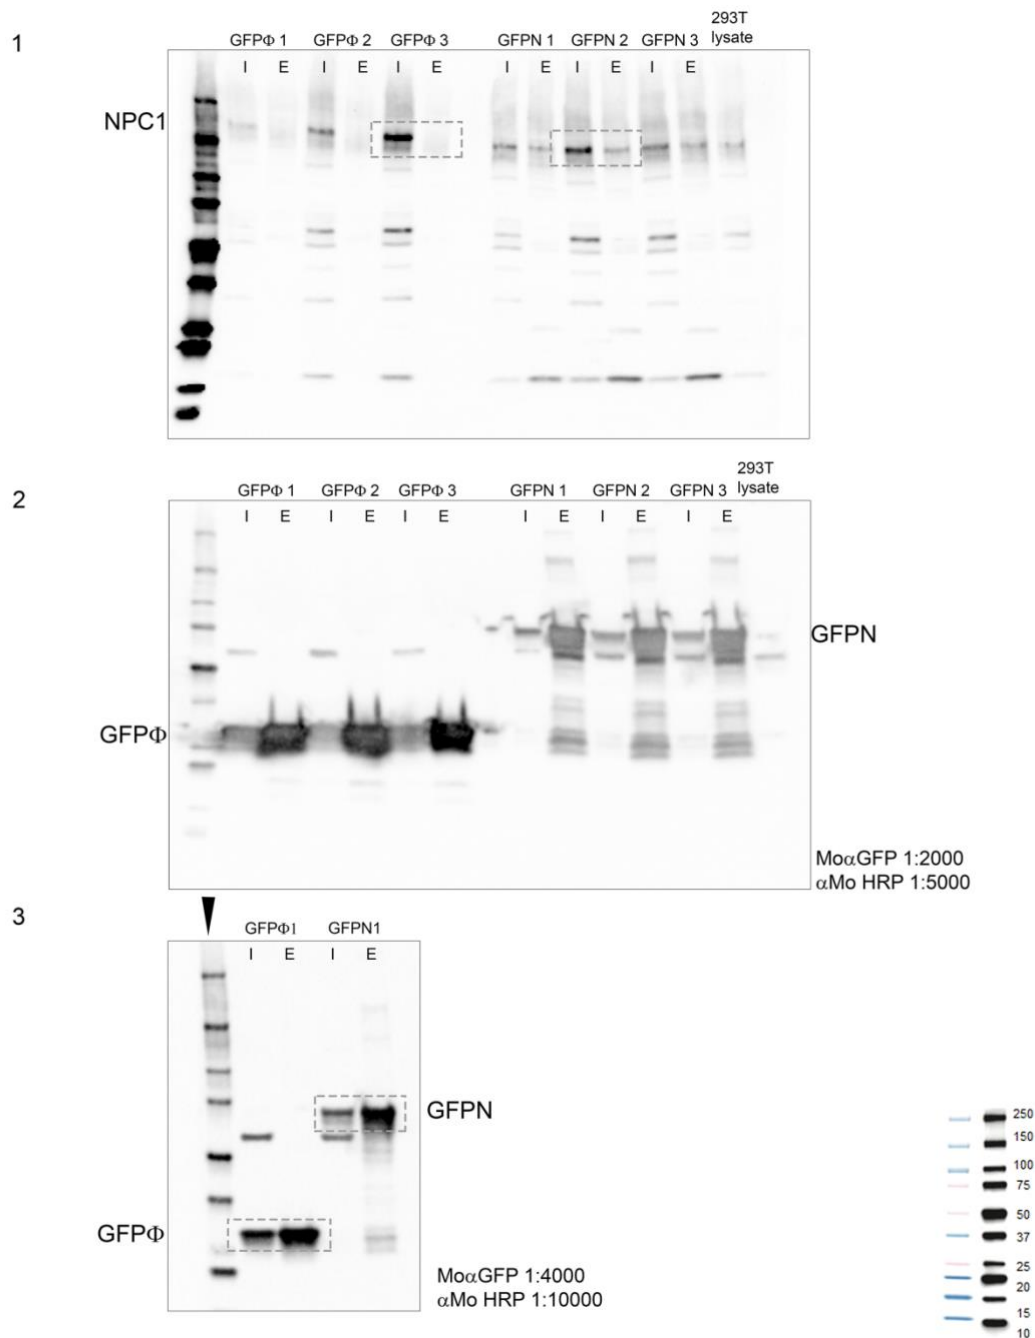 1
293T
lysate
GFPΦ 1 GFPΦ 2 GFPΦ 3 GFPN 1 GFPN 2 GFPN 3
I E I E I E I E I E I E
NPC1
2
293T
lysate
GFPΦ 1 GFPΦ 2 GFPΦ 3 GFPN 1 GFPN 2 GFPN 3
I E I E I E I E I E I E
GFPN
GFPΦ
MoαGFP 1:2000
αMo HRP 1:5000
3
GFPΦ1 GFPN1
I E I E
GFPN
GFPΦ
MoαGFP 1:4000
αMo HRP 1:10000
250
150
100
75
50
37
25
20
15
10